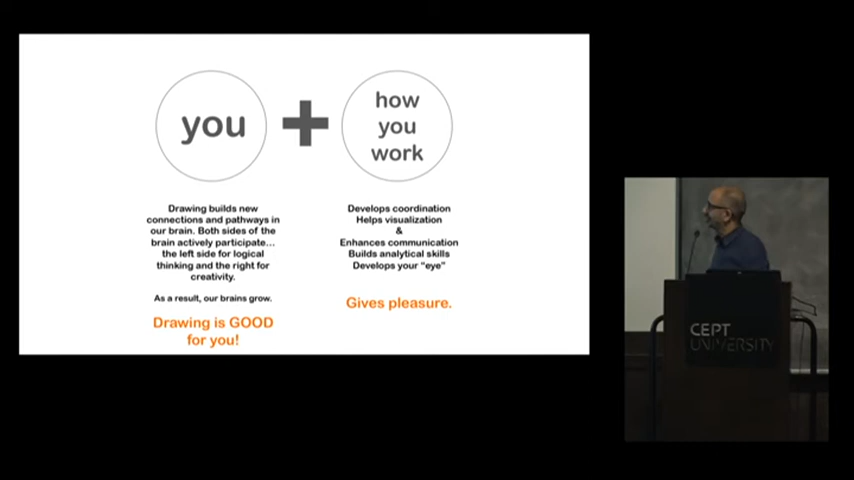 you
+
how
you
work
Drawing builds new
connections and pathways in
our brain. Both sides of the
brain actively participate...
the left side for logical
thinking and the right for
creativity.
As a result, our brains grow.
Drawing is GOOD
for you!
Develops coordination
Helps visualization
&
Enhances communication
Builds analytical skills
Develops your “eye”
Gives pleasure.
CEPT
UNIVERSITY